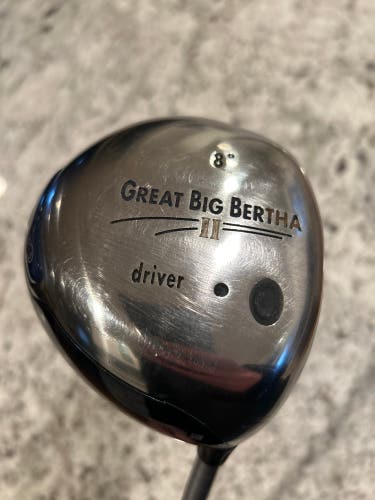 8°
GREAT BIG BERTHA
II
driver